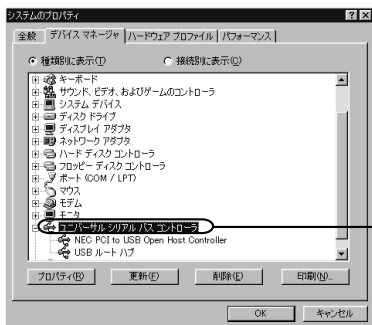 システムのプロパティ
全般 デバイス マネージャ ハードウェア プロファイル パフォーマンス
種類別に表示(T) 接続別に表示(C)
キーボード
サウンド、ビデオ、およびゲームのコントローラ
システム デバイス
ディスク ドライブ
ディスプレイ アダプタ
ネットワーク アダプタ
ハード ディスク コントローラ
フロッピー ディスク コントローラ
ポート (COM / LPT)
マウス
モデム
モニタ
ユニバーサル シリアル バス コントローラ
NEC PCI to USB Open Host Controller
USB ルート ハブ
プロパティ(R) 更新(F) 削除(E) 印刷(N)...
OK キャンセル